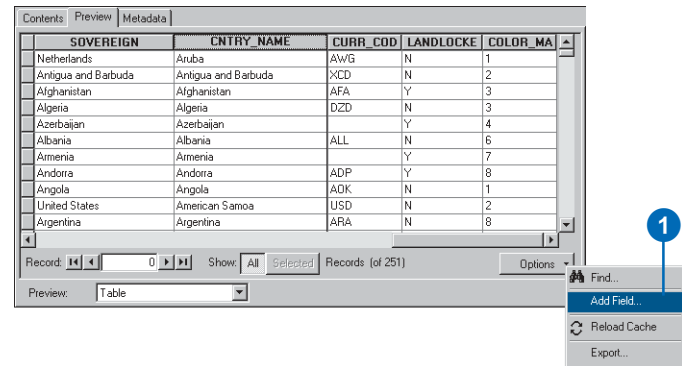 Contents Preview Metadata
SOVEREIGN CNTRY_NAME CURR_COD LANDLOCKE COLOR_MA
Netherlands Aruba AWG N 1
Antigua and Barbuda Antigua and Barbuda XCD N 2
Afghanistan Afghanistan AFA Y 3
Algeria Algeria DZD N 3
Azerbaijan Azerbaijan Y 4
Albania Albania ALL N 6
Armenia Armenia Y 7
Andorra Andorra ADP Y 8
Angola Angola AOK N 1
United States American Samoa USD N 2
Argentina Argentina ARA N 8
1
Record: 0 Show: All Selected Records (of 251) Options
Preview: Table
Find...
Add Field...
Reload Cache
Export...